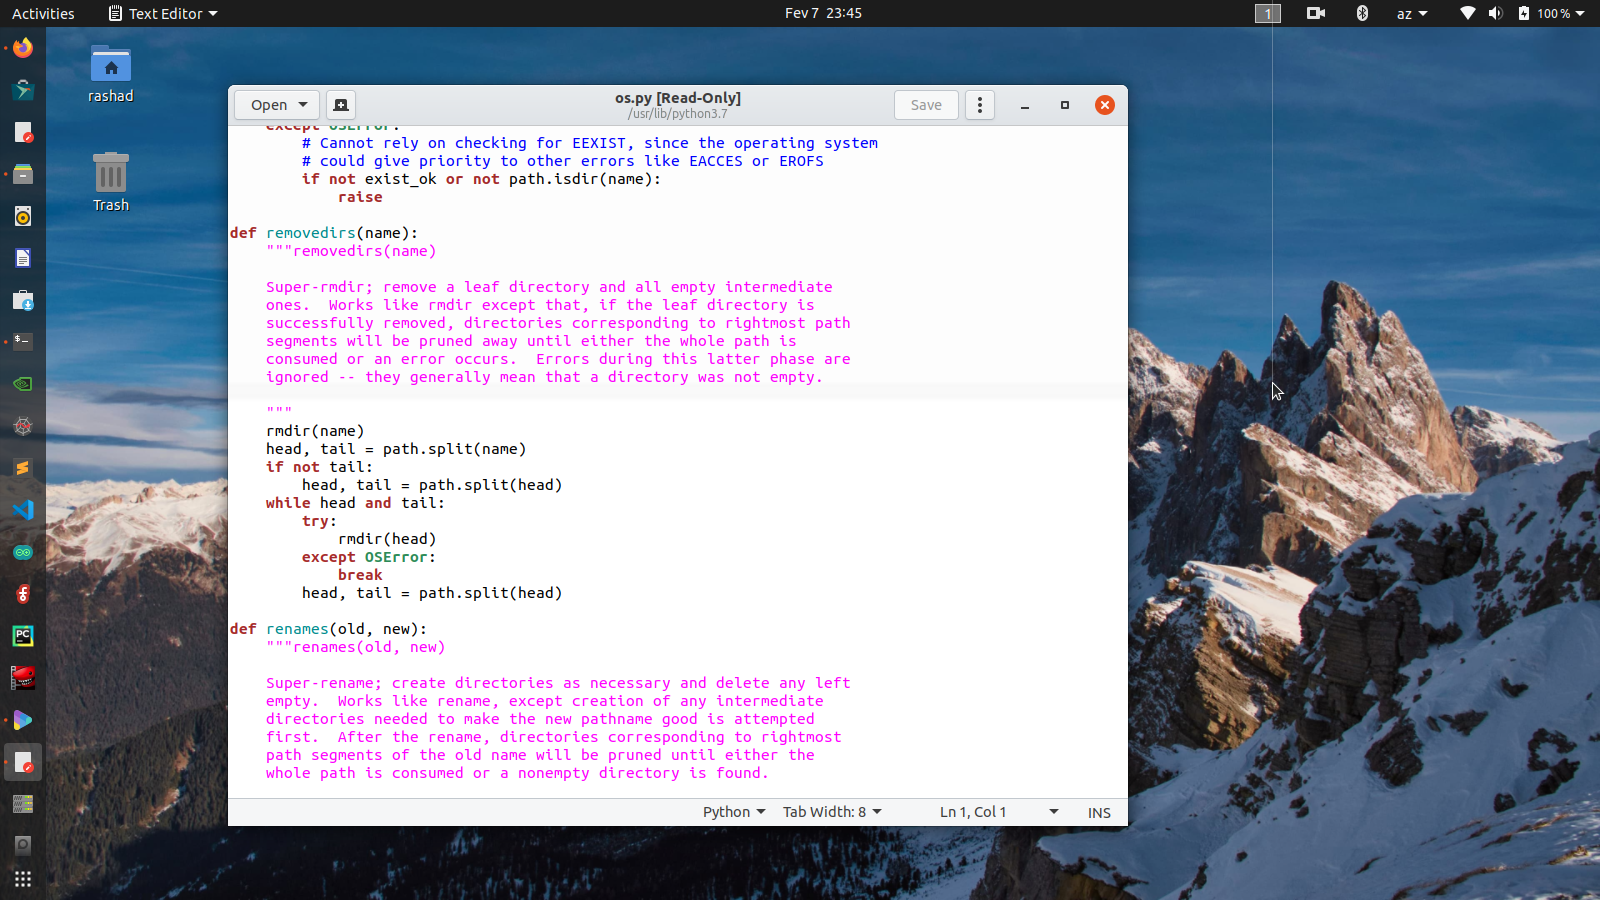 Activities
Text Editor
Fev 7 23:45
1
az
100 %
rashad
Trash
Open
os.py [Read-Only]
/usr/lib/python3.7
Save
    except OSError:
        # Cannot rely on checking for EEXIST, since the operating system
        # could give priority to other errors like EACCES or EROFS
        if not exist_ok or not path.isdir(name):
            raise
def removedirs(name):
    """removedirs(name)
    Super-rmdir; remove a leaf directory and all empty intermediate
    ones.  Works like rmdir except that, if the leaf directory is
    successfully removed, directories corresponding to rightmost path
    segments will be pruned away until either the whole path is
    consumed or an error occurs.  Errors during this latter phase are
    ignored -- they generally mean that a directory was not empty.
    """
    rmdir(name)
    head, tail = path.split(name)
    if not tail:
        head, tail = path.split(head)
    while head and tail:
        try:
            rmdir(head)
        except OSError:
            break
        head, tail = path.split(head)
def renames(old, new):
    """renames(old, new)
    Super-rename; create directories as necessary and delete any left
    empty.  Works like rename, except creation of any intermediate
    directories needed to make the new pathname good is attempted
    first.  After the rename, directories corresponding to rightmost
    path segments of the old name will be pruned until either the
    whole path is consumed or a nonempty directory is found.
Python
Tab Width: 8
Ln 1, Col 1
INS
PC